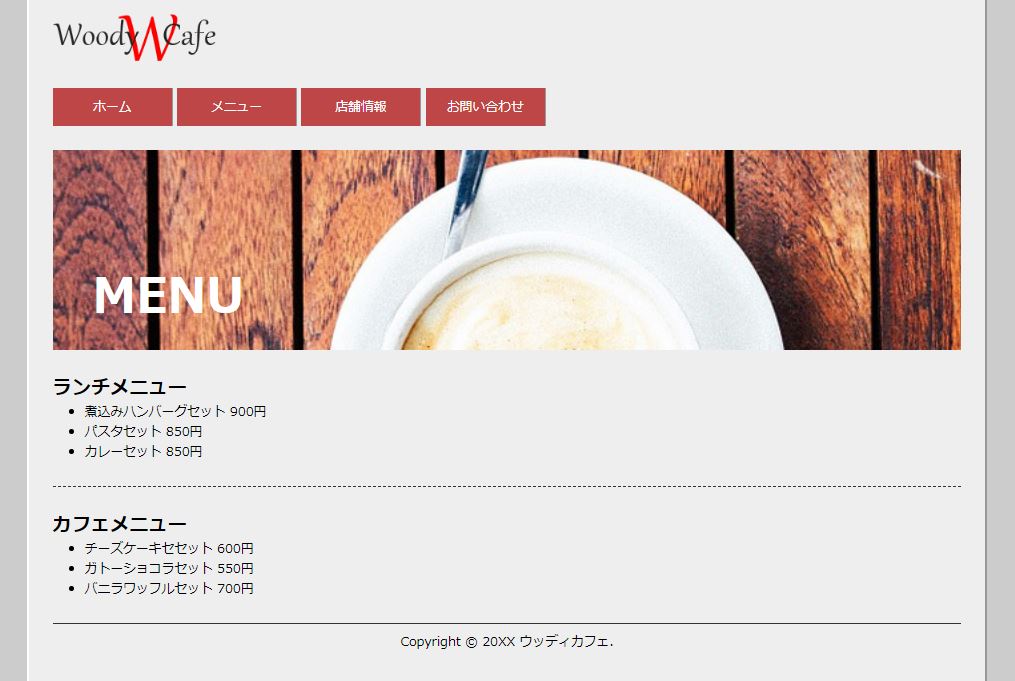 Woody W Cafe
ホーム メニュー 店舗情報 お問い合わせ
MENU
ランチメニュー
• 煮込みハンバーグセット 900円
• パスタセット 850円
• カレーセット 850円
カフェメニュー
• チーズケーキセセット 600円
• ガトーショコラセット 550円
• バニラワッフルセット 700円
Copyright © 20XX ウッディカフェ.